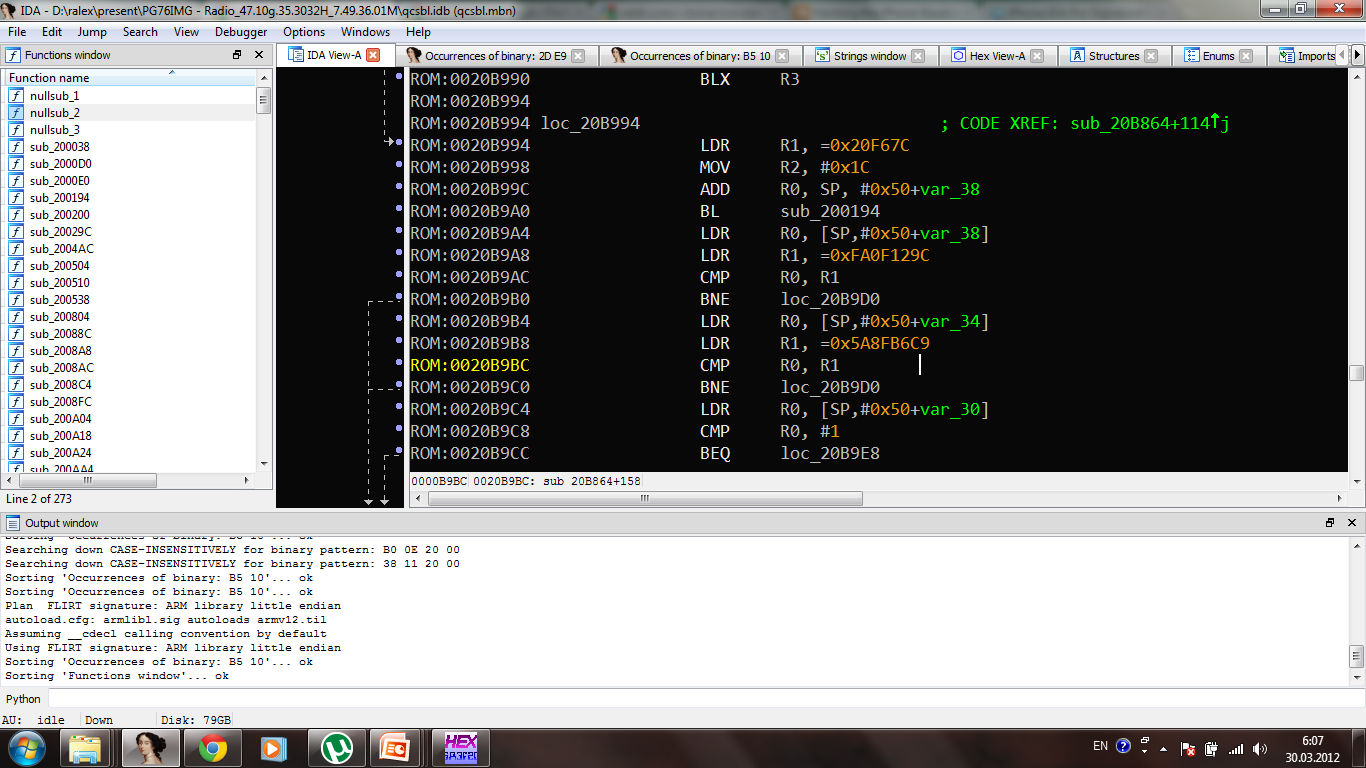 IDA - D:\ralex\present\PG76IMG - Radio_47.10g.35.3032H_7.49.36.01M\qcsbl.idb (qcsbl.mbn)
File Edit Jump Search View Debugger Options Windows Help
Functions window
IDA View-A Occurrences of binary: 2D E9 Occurrences of binary: B5 10 Strings window Hex View-A Structures Enums Imports
Function name
nullsub_1
nullsub_2
nullsub_3
sub_200038
sub_2000D0
sub_2000E0
sub_200194
sub_200200
sub_20029C
sub_2004AC
sub_200504
sub_200510
sub_200538
sub_200804
sub_20088C
sub_2008A8
sub_2008AC
sub_2008C4
sub_2008FC
sub_200A04
sub_200A18
sub_200A24
sub_200AA4
Line 2 of 273
ROM:0020B990 BLX R3
ROM:0020B994
ROM:0020B994 loc_20B994 ; CODE XREF: sub_20B864+114↑j
ROM:0020B994 LDR R1, =0x20F67C
ROM:0020B998 MOV R2, #0x1C
ROM:0020B99C ADD R0, SP, #0x50+var_38
ROM:0020B9A0 BL sub_200194
ROM:0020B9A4 LDR R0, [SP,#0x50+var_38]
ROM:0020B9A8 LDR R1, =0xFA0F129C
ROM:0020B9AC CMP R0, R1
ROM:0020B9B0 BNE loc_20B9D0
ROM:0020B9B4 LDR R0, [SP,#0x50+var_34]
ROM:0020B9B8 LDR R1, =0x5A8FB6C9
ROM:0020B9BC CMP R0, R1
ROM:0020B9C0 BNE loc_20B9D0
ROM:0020B9C4 LDR R0, [SP,#0x50+var_30]
ROM:0020B9C8 CMP R0, #1
ROM:0020B9CC BEQ loc_20B9E8
0000B9BC 0020B9BC: sub_20B864+158
Output window
Searching down CASE-INSENSITIVELY for binary pattern: B0 0E 20 00
Searching down CASE-INSENSITIVELY for binary pattern: 38 11 20 00
Sorting 'Occurrences of binary: B5 10'... ok
Sorting 'Occurrences of binary: B5 10'... ok
Plan FLIRT signature: ARM library little endian
autoload.cfg: armlibl.sig autoloads armv12.til
Assuming __cdecl calling convention by default
Using FLIRT signature: ARM library little endian
Sorting 'Occurrences of binary: B5 10'... ok
Sorting 'Functions window'... ok
Python
AU: idle Down Disk: 79GB
HEX
EN
6:07
30.03.2012